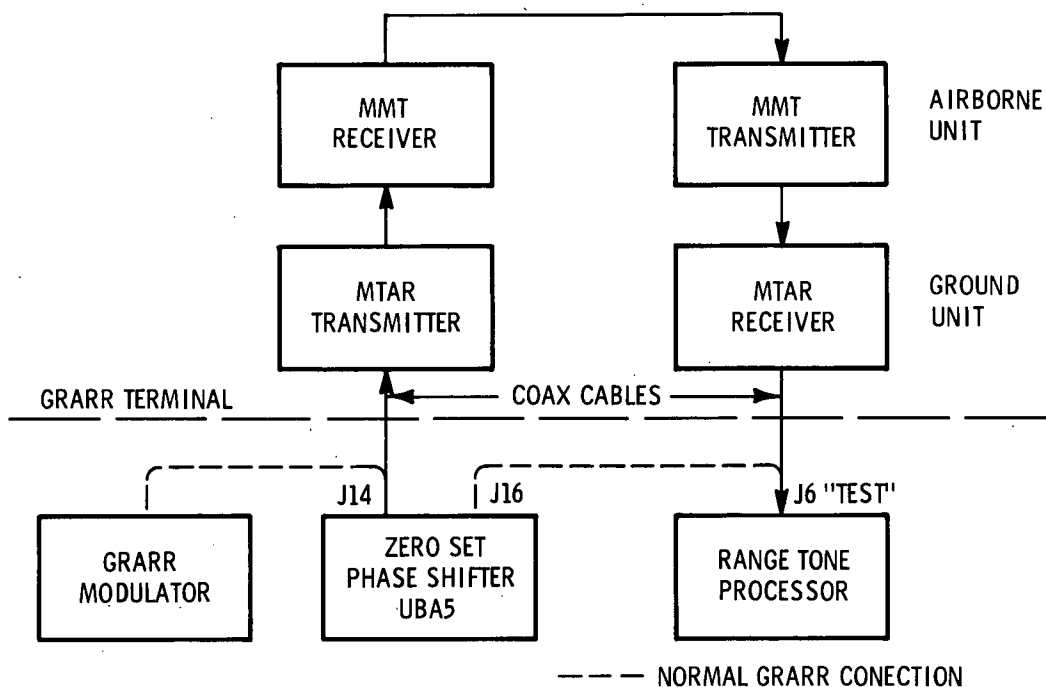 MMT
RECEIVER
MMT
TRANSMITTER
AIRBORNE
UNIT
MTAR
TRANSMITTER
MTAR
RECEIVER
GROUND
UNIT
GRARR TERMINAL
COAX CABLES
J14
J16
J6 "TEST"
GRARR
MODULATOR
ZERO SET
PHASE SHIFTER
UBA5
RANGE TONE
PROCESSOR
NORMAL GRARR CONECTION